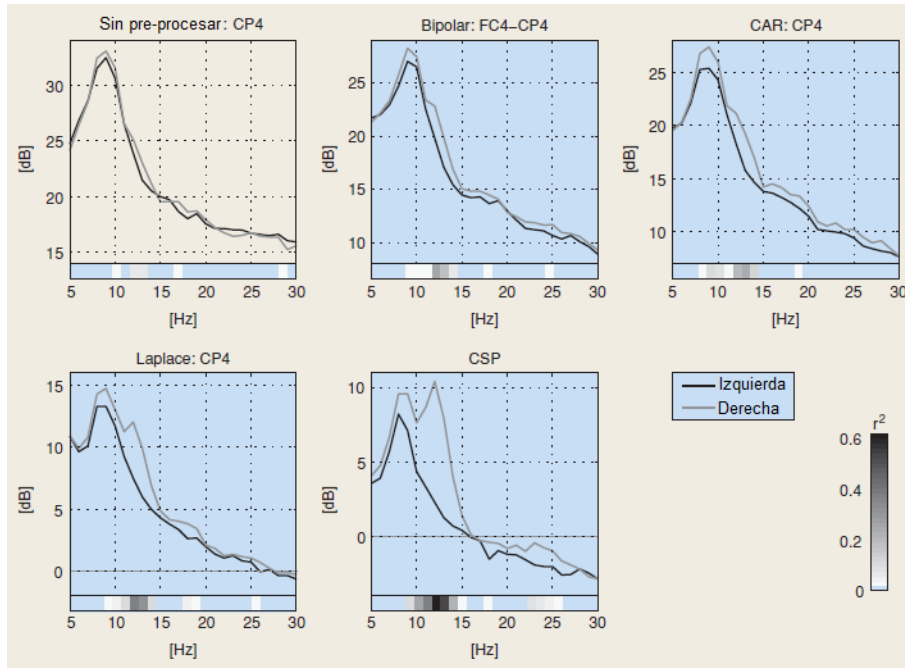 Sin pre-procesar: CP4
[dB]
30
25
20
15
5 10 15 20 25 30
[Hz]
Bipolar: FC4–CP4
[dB]
25
20
15
10
5 10 15 20 25 30
[Hz]
CAR: CP4
[dB]
25
20
15
10
5 10 15 20 25 30
[Hz]
Laplace: CP4
[dB]
15
10
5
0
5 10 15 20 25 30
[Hz]
CSP
[dB]
10
5
0
5 10 15 20 25 30
[Hz]
Izquierda
Derecha
r²
0.6
0.4
0.2
0